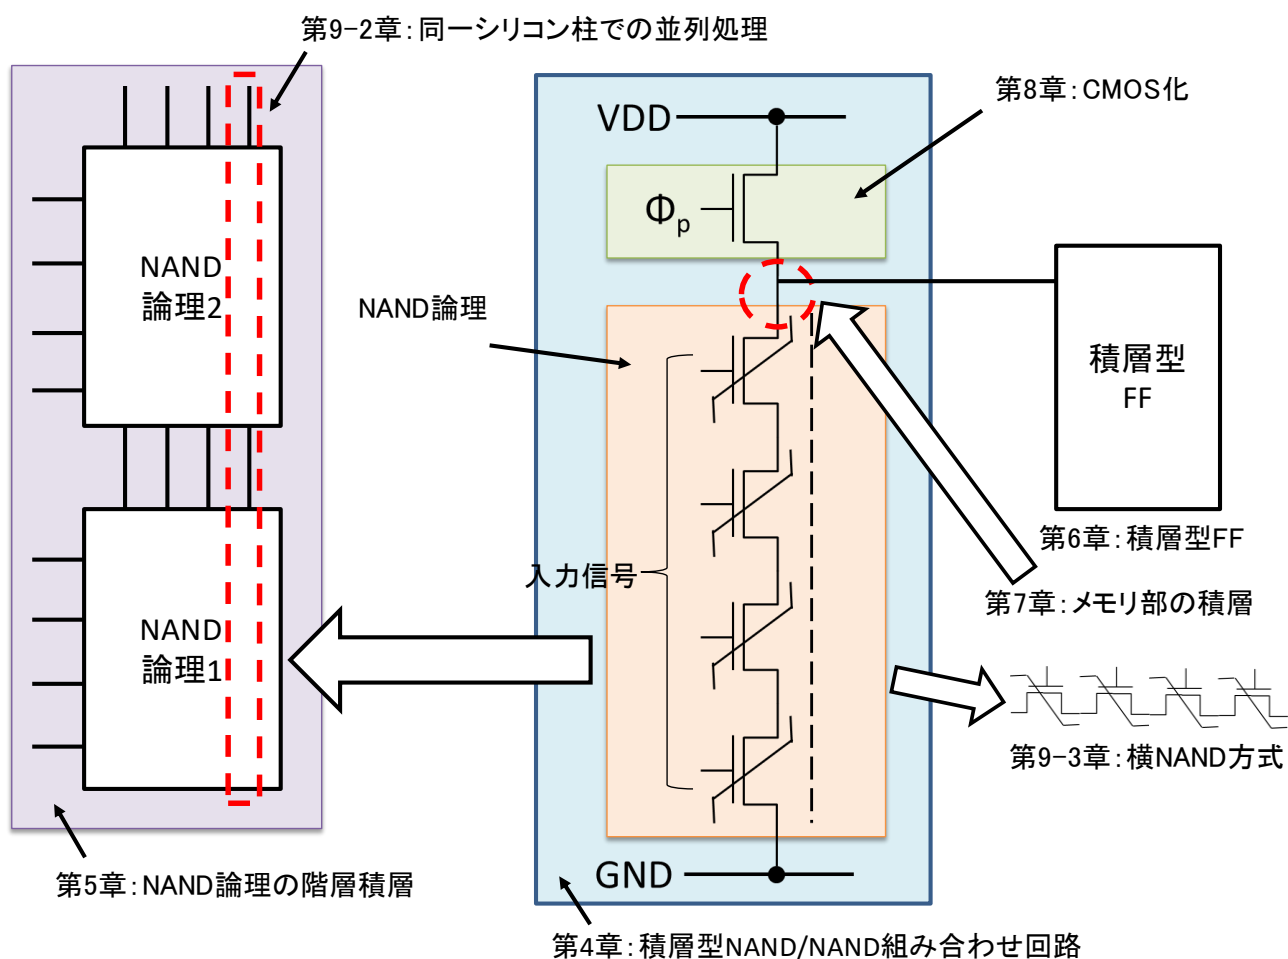 第9-2章：同一シリコン柱での並列処理
第8章：CMOS化
VDD
Φp
NAND
論理2
NAND論理
積層型
FF
第6章：積層型FF
入力信号
第7章：メモリ部の積層
NAND
論理1
第9-3章：横NAND方式
GND
第5章：NAND論理の階層積層
第4章：積層型NAND/NAND組み合わせ回路